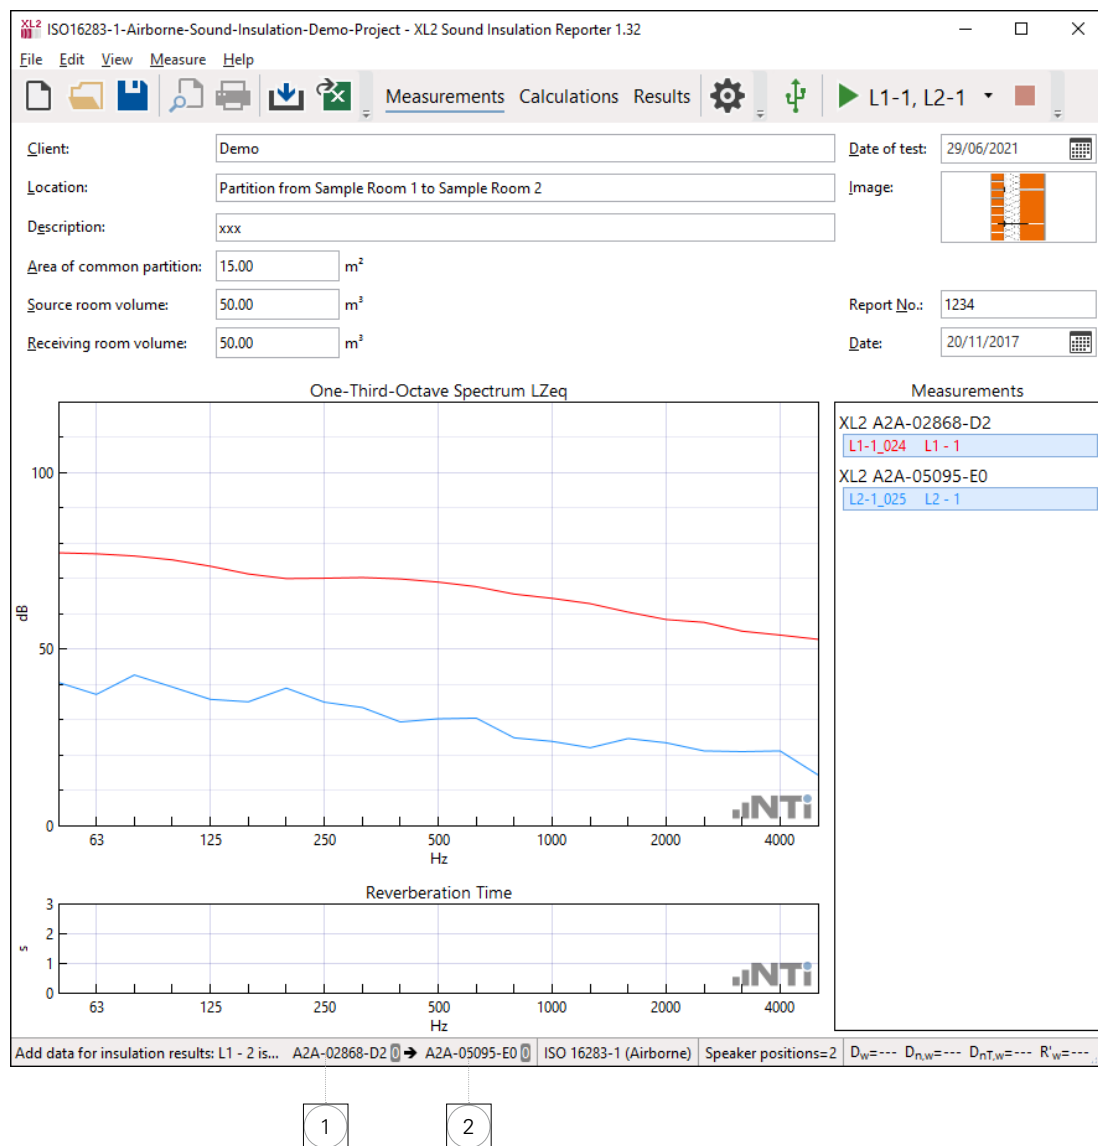 XL2 ISO16283-1-Airborne-Sound-Insulation-Demo-Project - XL2 Sound Insulation Reporter 1.32
File Edit View Measure Help
Measurements Calculations Results L1-1, L2-1
Client: Demo Date of test: 29/06/2021
Location: Partition from Sample Room 1 to Sample Room 2 Image:
Description: xxx
Area of common partition: 15.00 m²
Source room volume: 50.00 m³ Report No.: 1234
Receiving room volume: 50.00 m³ Date: 20/11/2017
One-Third-Octave Spectrum LZeq
100
50
0
dB
63 125 250 500 1000 2000 4000
Hz
NTi
Measurements
XL2 A2A-02868-D2
L1-1_024 L1 - 1
XL2 A2A-05095-E0
L2-1_025 L2 - 1
Reverberation Time
3
2
1
0
s
63 125 250 500 1000 2000 4000
Hz
NTi
Add data for insulation results: L1 - 2 is... A2A-02868-D2 0 ➔ A2A-05095-E0 0 ISO 16283-1 (Airborne) Speaker positions=2 Dw=--- Dn,w=--- DnT,w=--- R'w=---
1 2